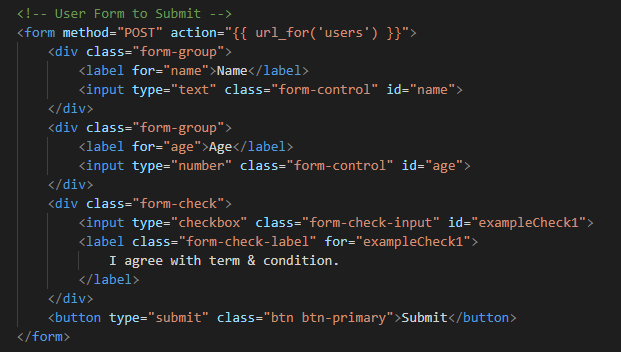 <!-- User Form to Submit -->
<form method="POST" action="{{ url_for('users') }}">
<div class="form-group">
<label for="name">Name</label>
<input type="text" class="form-control" id="name">
</div>
<div class="form-group">
<label for="age">Age</label>
<input type="number" class="form-control" id="age">
</div>
<div class="form-check">
<input type="checkbox" class="form-check-input" id="exampleCheck1">
<label class="form-check-label" for="exampleCheck1">
I agree with term & condition.
</label>
</div>
<button type="submit" class="btn btn-primary">Submit</button>
</form>